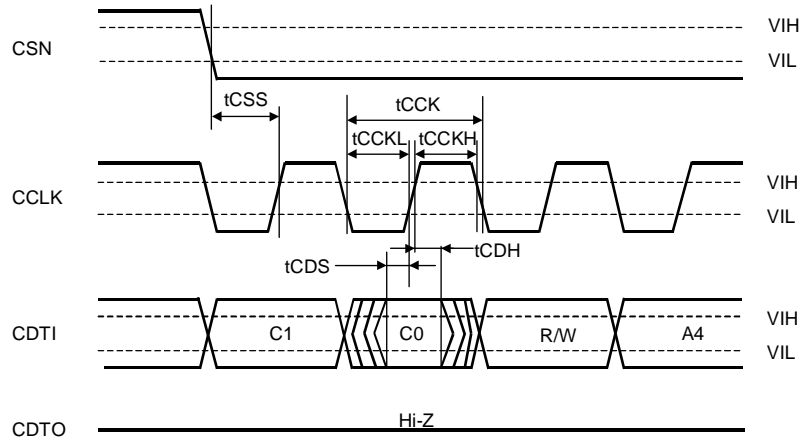 CSN
VIH
VIL
tCSS
tCCK
tCCKL
tCCKH
CCLK
VIH
VIL
tCDS
tCDH
CDTI
C1
C0
R/W
A4
VIH
VIL
CDTO
Hi-Z